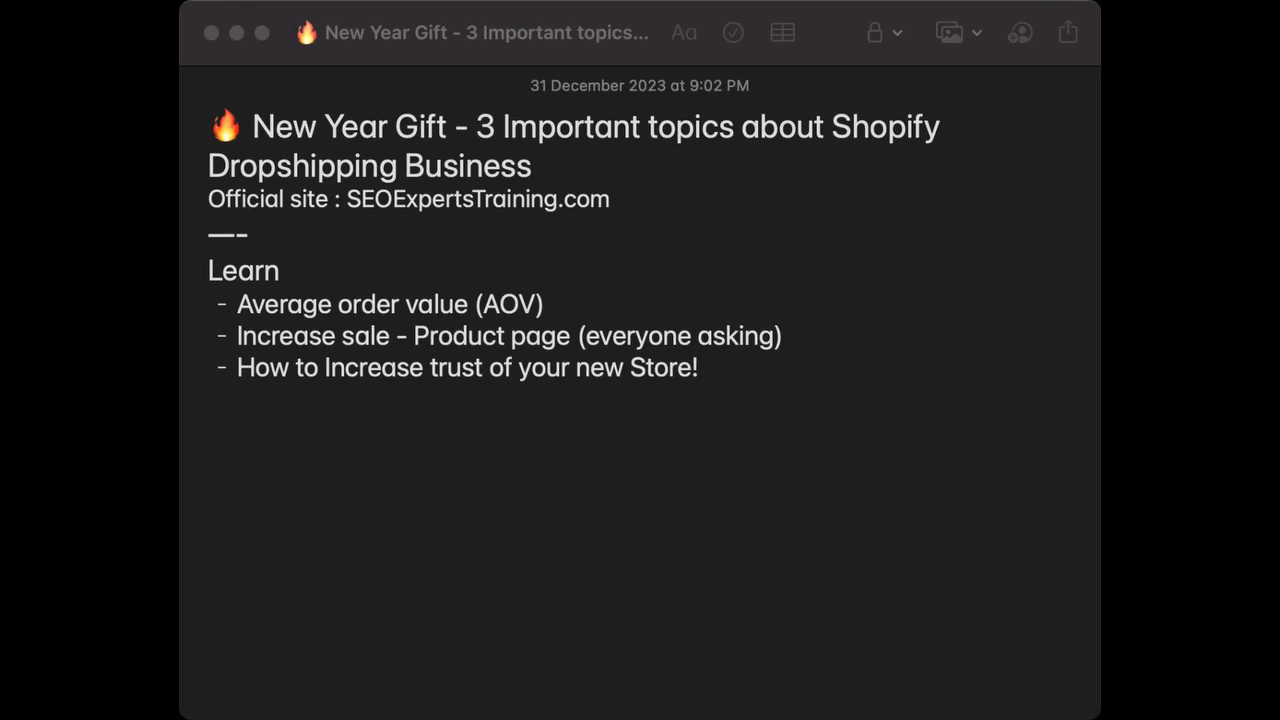 🔥 New Year Gift - 3 Important topics...
Aa
31 December 2023 at 9:02 PM
🔥 New Year Gift - 3 Important topics about Shopify
Dropshipping Business
Official site : SEOExpertsTraining.com
—--
Learn
- Average order value (AOV)
- Increase sale - Product page (everyone asking)
- How to Increase trust of your new Store!